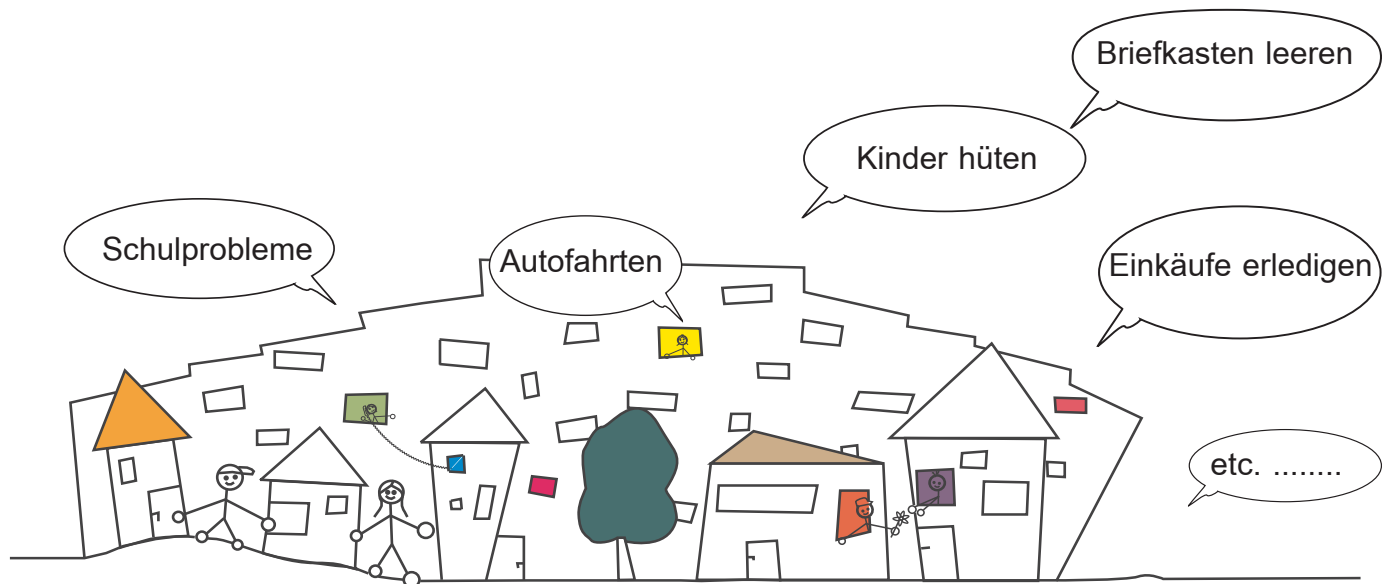 Briefkasten leeren
Kinder hüten
Schulprobleme
Autofahrten
Einkäufe erledigen
etc. ........